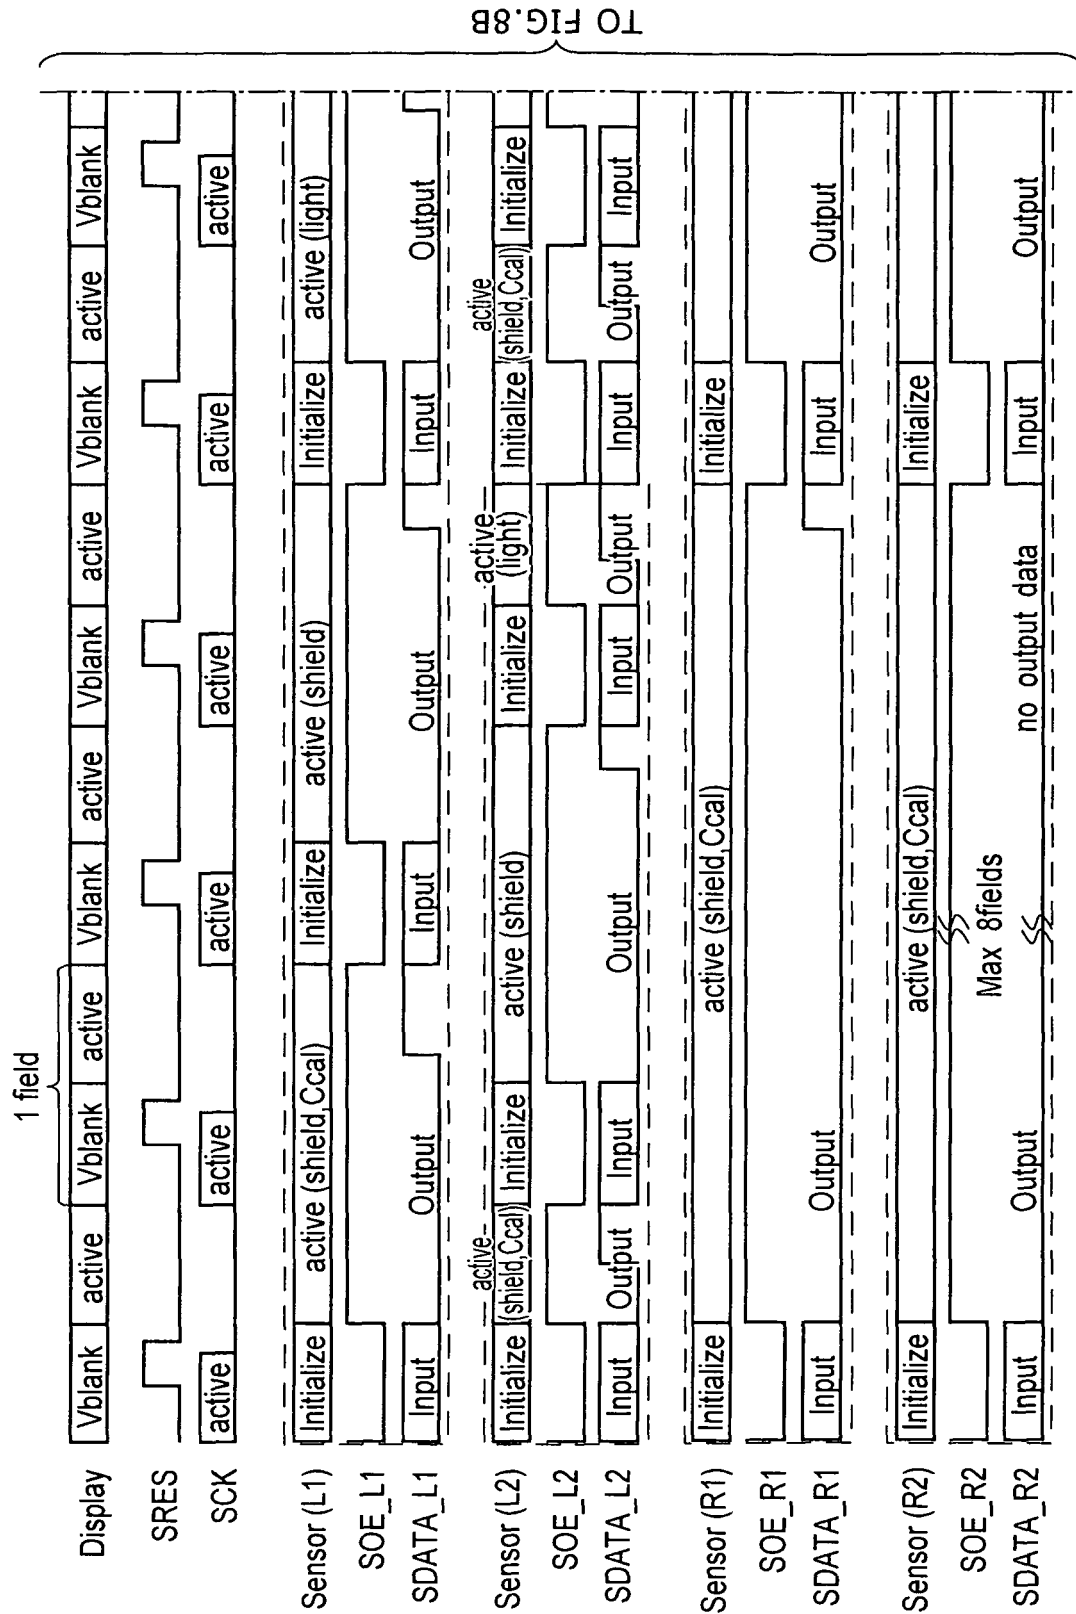 1 field
Display Vblank active Vblank active Vblank active Vblank active Vblank active Vblank
SRES
SCK active active active active active active
Sensor (L1) Initialize active (shield,Ccal) Initialize active (shield) Initialize active (light)
SOE_L1
SDATA_L1 Input Output Input Output Input Output
Sensor (L2) Initialize active (shield,Ccal) Initialize active (shield) Initialize active (light) Initialize active (shield,Ccal) Initialize
SOE_L2
SDATA_L2 Input Output Input Output Input Output Input Output Input
Sensor (R1) Initialize active (shield,Ccal) Initialize
SOE_R1
SDATA_R1 Input Output Input Output
Sensor (R2) Initialize active (shield,Ccal) Initialize
SOE_R2 Max 8fields
SDATA_R2 Input Output no output data Input Output
TO FIG.8B